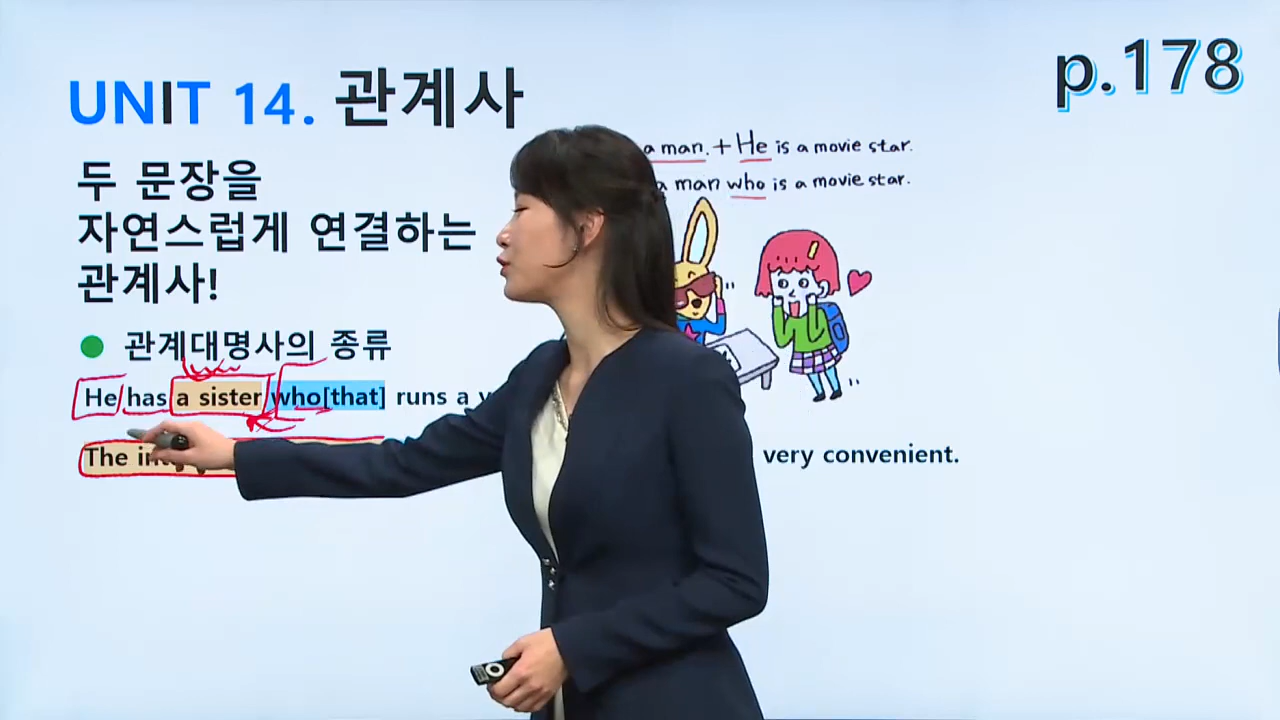 UNIT 14. 관계사
p.178
두 문장을
자연스럽게 연결하는
관계사!
a man. + He is a movie star.
a man who is a movie star.
● 관계대명사의 종류
He has a sister who[that] runs a
The very convenient.